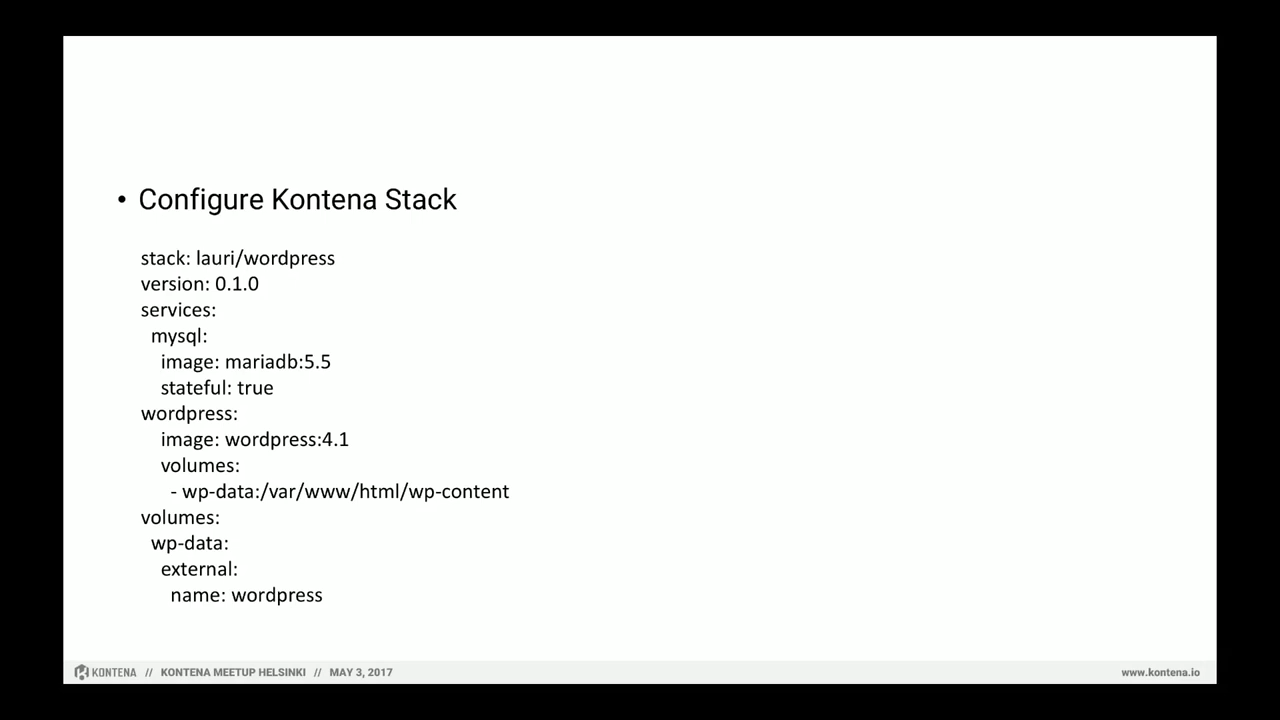 • Configure Kontena Stack
stack: lauri/wordpress
version: 0.1.0
services:
  mysql:
    image: mariadb:5.5
    stateful: true
wordpress:
    image: wordpress:4.1
    volumes:
      - wp-data:/var/www/html/wp-content
volumes:
  wp-data:
    external:
      name: wordpress
KONTENA // KONTENA MEETUP HELSINKI // MAY 3, 2017 www.kontena.io